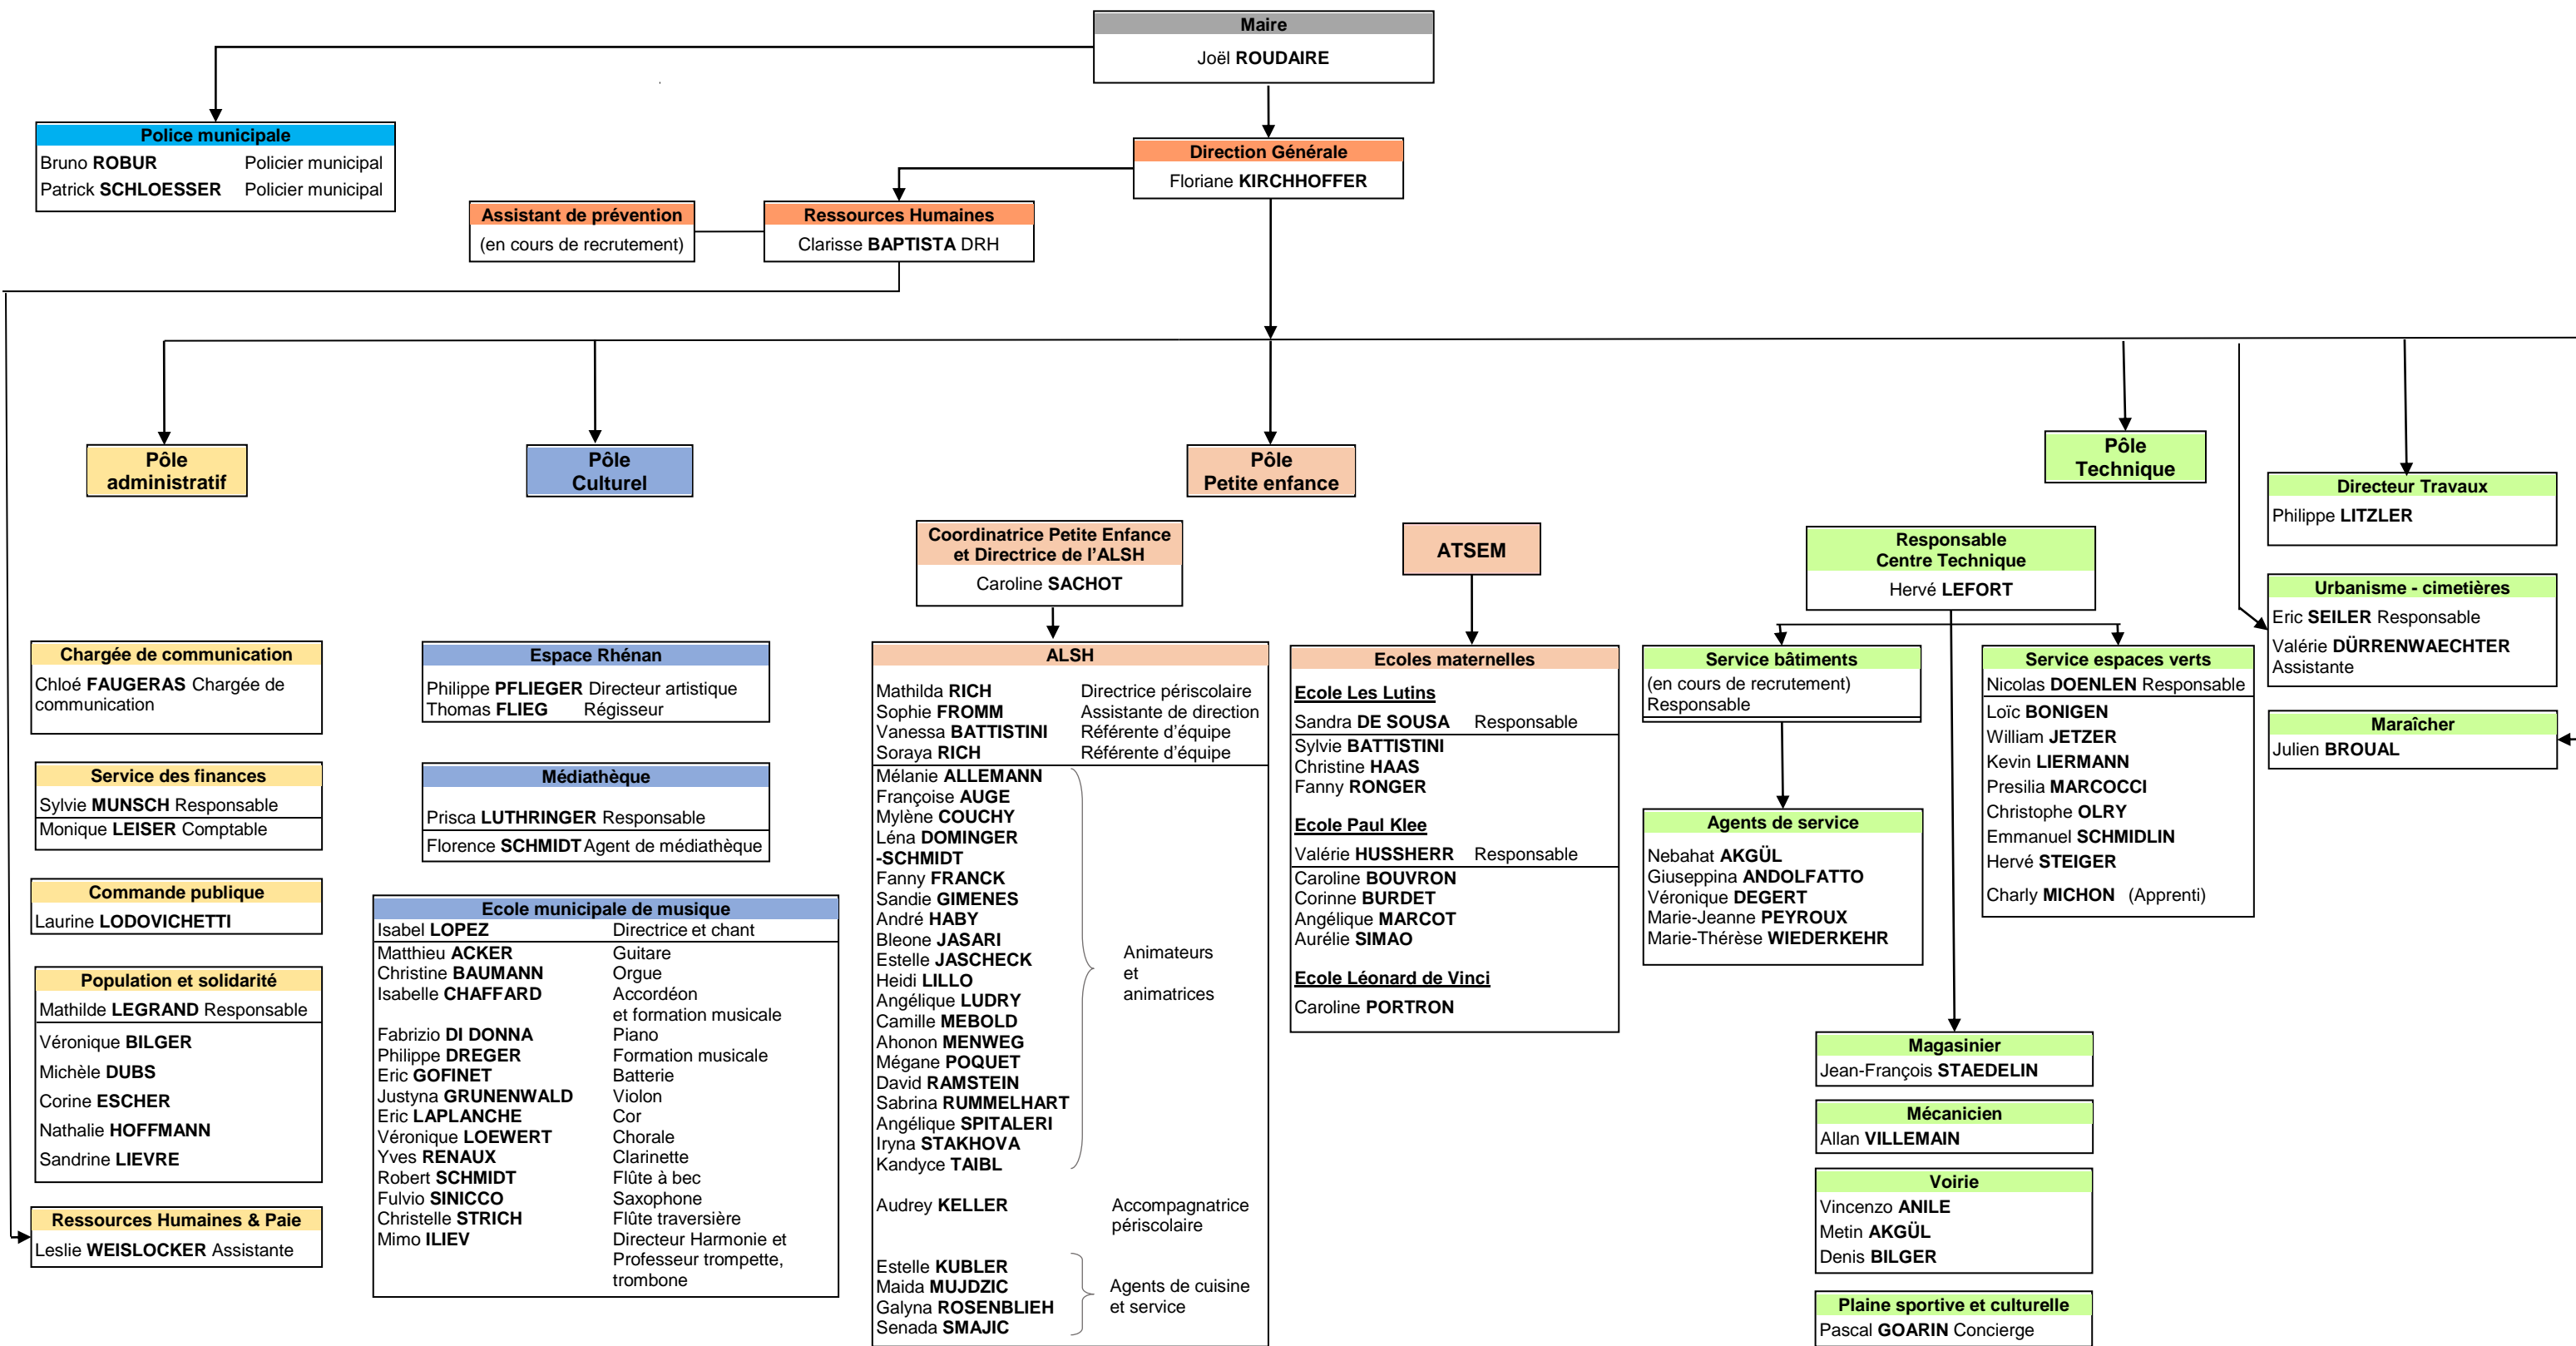 Maire
Joël ROUDAIRE
Police municipale
Bruno ROBUR Policier municipal
Patrick SCHLOESSER Policier municipal
Direction Générale
Floriane KIRCHHOFFER
Assistant de prévention
(en cours de recrutement)
Ressources Humaines
Clarisse BAPTISTA DRH
Pôle
administratif
Pôle
Culturel
Pôle
Petite enfance
Pôle
Technique
Chargée de communication
Chloé FAUGERAS Chargée de
communication
Service des finances
Sylvie MUNSCH Responsable
Monique LEISER Comptable
Commande publique
Laurine LODOVICHETTI
Population et solidarité
Mathilde LEGRAND Responsable
Véronique BILGER
Michèle DUBS
Corine ESCHER
Nathalie HOFFMANN
Sandrine LIEVRE
Ressources Humaines & Paie
Leslie WEISLOCKER Assistante
Espace Rhénan
Philippe PFLIEGER Directeur artistique
Thomas FLIEG Régisseur
Médiathèque
Prisca LUTHRINGER Responsable
Florence SCHMIDT Agent de médiathèque
Ecole municipale de musique
Isabel LOPEZ Directrice et chant
Matthieu ACKER Guitare
Christine BAUMANN Orgue
Isabelle CHAFFARD Accordéon
et formation musicale
Fabrizio DI DONNA Piano
Philippe DREGER Formation musicale
Eric GOFINET Batterie
Justyna GRUNENWALD Violon
Eric LAPLANCHE Cor
Véronique LOEWERT Chorale
Yves RENAUX Clarinette
Robert SCHMIDT Flûte à bec
Fulvio SINICCO Saxophone
Christelle STRICH Flûte traversière
Mimo ILIEV Directeur Harmonie et
Professeur trompette,
trombone
Coordinatrice Petite Enfance
et Directrice de l’ALSH
Caroline SACHOT
ALSH
Mathilda RICH Directrice périscolaire
Sophie FROMM Assistante de direction
Vanessa BATTISTINI Référente d’équipe
Soraya RICH Référente d’équipe
Mélanie ALLEMANN
Françoise AUGE
Mylène COUCHY
Léna DOMINGER
-SCHMIDT
Fanny FRANCK
Sandie GIMENES
André HABY
Bleone JASARI
Estelle JASCHECK
Heidi LILLO
Angélique LUDRY
Camille MEBOLD
Ahonon MENWEG
Mégane POQUET
David RAMSTEIN
Sabrina RUMMELHART
Angélique SPITALERI
Iryna STAKHOVA
Kandyce TAIBL
Animateurs
et
animatrices
Audrey KELLER Accompagnatrice
périscolaire
Estelle KUBLER
Maida MUJDZIC
Galyna ROSENBLIEH
Senada SMAJIC
Agents de cuisine
et service
ATSEM
Ecoles maternelles
Ecole Les Lutins
Sandra DE SOUSA Responsable
Sylvie BATTISTINI
Christine HAAS
Fanny RONGER
Ecole Paul Klee
Valérie HUSSHERR Responsable
Caroline BOUVRON
Corinne BURDET
Angélique MARCOT
Aurélie SIMAO
Ecole Léonard de Vinci
Caroline PORTRON
Responsable
Centre Technique
Hervé LEFORT
Service bâtiments
(en cours de recrutement)
Responsable
Agents de service
Nebahat AKGÜL
Giuseppina ANDOLFATTO
Véronique DEGERT
Marie-Jeanne PEYROUX
Marie-Thérèse WIEDERKEHR
Service espaces verts
Nicolas DOENLEN Responsable
Loïc BONIGEN
William JETZER
Kevin LIERMANN
Presilia MARCOCCI
Christophe OLRY
Emmanuel SCHMIDLIN
Hervé STEIGER
Charly MICHON (Apprenti)
Magasinier
Jean-François STAEDELIN
Mécanicien
Allan VILLEMAIN
Voirie
Vincenzo ANILE
Metin AKGÜL
Denis BILGER
Plaine sportive et culturelle
Pascal GOARIN Concierge
Directeur Travaux
Philippe LITZLER
Urbanisme - cimetières
Eric SEILER Responsable
Valérie DÜRRENWAECHTER
Assistante
Maraîcher
Julien BROUAL